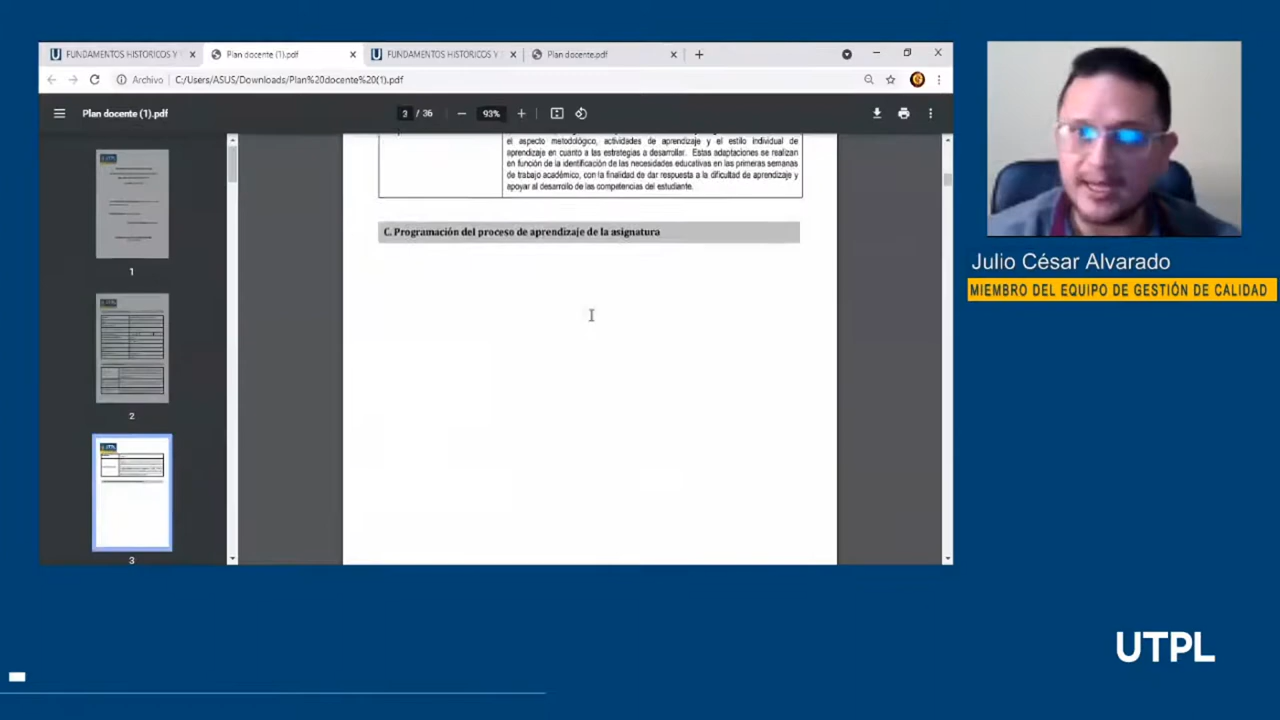 FUNDAMENTOS HISTORICOS Y
Plan docente (1).pdf
FUNDAMENTOS HISTORICOS Y
Plan docente.pdf
Archivo
C:/Users/ASUS/Downloads/Plan%20docente%20(1).pdf
Plan docente (1).pdf
3 / 36
93%
el aspecto metodológico, actividades de aprendizaje y el estilo individual de
aprendizaje en cuanto a las estrategias a desarrollar. Estas adaptaciones se realizan
en función de la identificación de las necesidades educativas en las primeras semanas
de trabajo académico, con la finalidad de dar respuesta a la dificultad de aprendizaje y
apoyar al desarrollo de las competencias del estudiante.
C. Programación del proceso de aprendizaje de la asignatura
1
2
3
Julio César Alvarado
MIEMBRO DEL EQUIPO DE GESTIÓN DE CALIDAD
UTPL